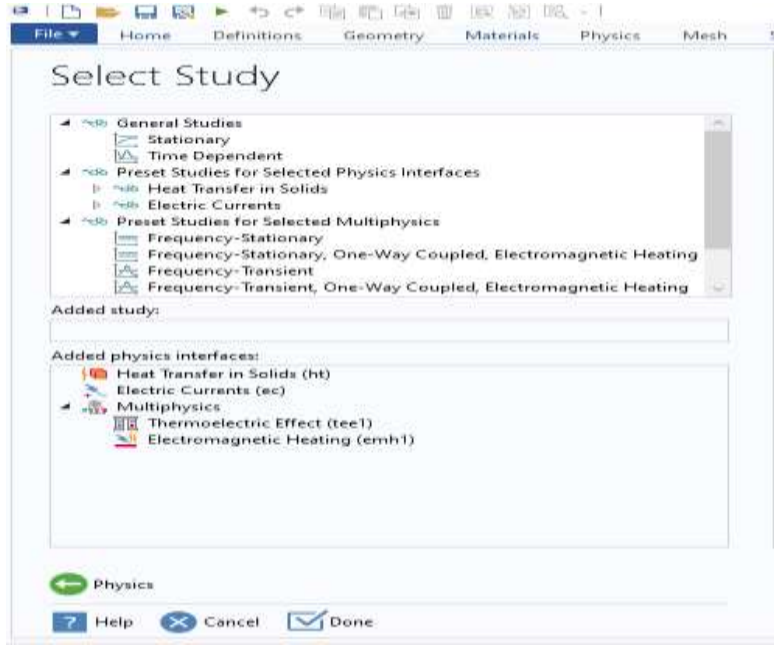 File Home Definitions Geometry Materials Physics Mesh
Select Study
General Studies
Stationary
Time Dependent
Preset Studies for Selected Physics Interfaces
Heat Transfer in Solids
Electric Currents
Preset Studies for Selected Multiphysics
Frequency-Stationary
Frequency-Stationary, One-Way Coupled, Electromagnetic Heating
Frequency-Transient
Frequency-Transient, One-Way Coupled, Electromagnetic Heating
Added study:
Added physics interfaces:
Heat Transfer in Solids (ht)
Electric Currents (ec)
Multiphysics
Thermoelectric Effect (tee1)
Electromagnetic Heating (emh1)
Physics
? Help Cancel Done